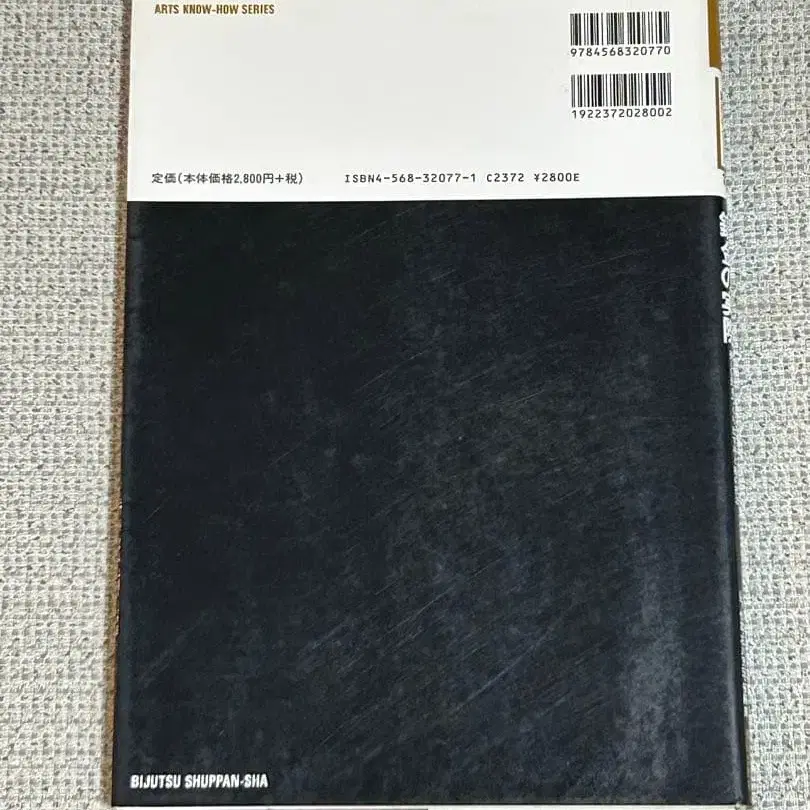 ARTS KNOW-HOW SERIES
9784568320770
1922372028002
定価(本体価格2,800円+税)
ISBN4-568-32077-1 C2372 ¥2800E
BIJUTSU SHUPPAN-SHA